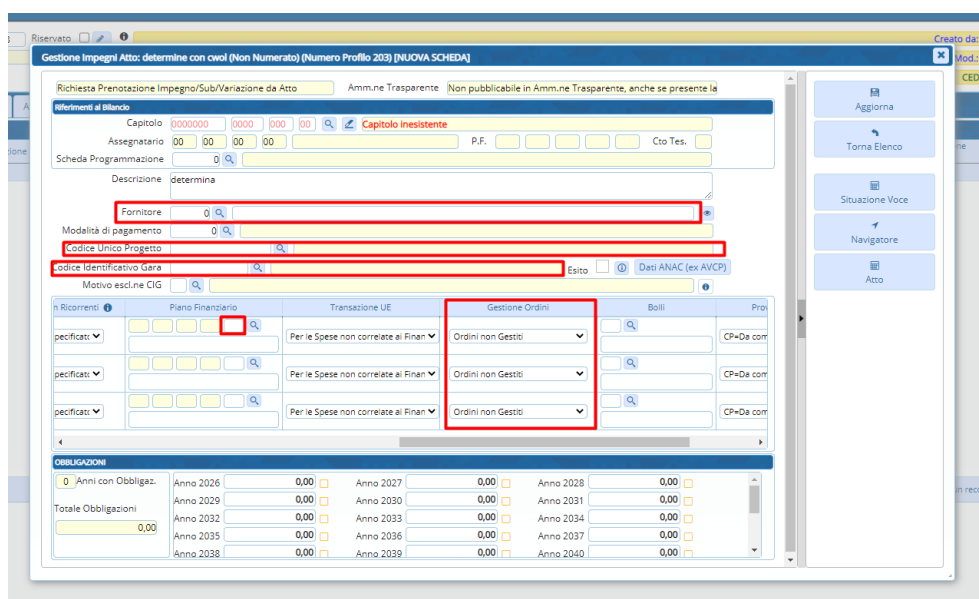 Riservato
Creato da:
Gestione Impegni Atto: determine con cwol (Non Numerato) (Numero Profilo 203) [NUOVA SCHEDA]
Mod.:
CED
Richiesta Prenotazione Impegno/Sub/Variazione da Atto
Amm.ne Trasparente
Non pubblicabile in Amm.ne Trasparente, anche se presente la
Aggiorna
Riferimenti al Bilancio
Capitolo 0000000 0000 000 00 Capitolo inesistente
Assegnatario 00 00 00 00 P.F. Cto Tes.
Torna Elenco
Scheda Programmazione 0
Descrizione determina
Situazione Voce
Fornitore 0
Modalità di pagamento 0
Navigatore
Codice Unico Progetto
Codice Identificativo Gara Esito Dati ANAC (ex AVCP)
Atto
Motivo escl.ne CIG
n Ricorrenti Piano Finanziario Transazione UE Gestione Ordini Bolli Prov
pecificato Per le Spese non correlate ai Finan Ordini non Gestiti CP=Da com
pecificato Per le Spese non correlate ai Finan Ordini non Gestiti CP=Da com
pecificato Per le Spese non correlate ai Finan Ordini non Gestiti CP=Da com
OBBLIGAZIONI
0 Anni con Obbligaz. Anno 2026 0,00 Anno 2027 0,00 Anno 2028 0,00
Anno 2029 0,00 Anno 2030 0,00 Anno 2031 0,00
Totale Obbligazioni
Anno 2032 0,00 Anno 2033 0,00 Anno 2034 0,00
0,00
Anno 2035 0,00 Anno 2036 0,00 Anno 2037 0,00
Anno 2038 0,00 Anno 2039 0,00 Anno 2040 0,00